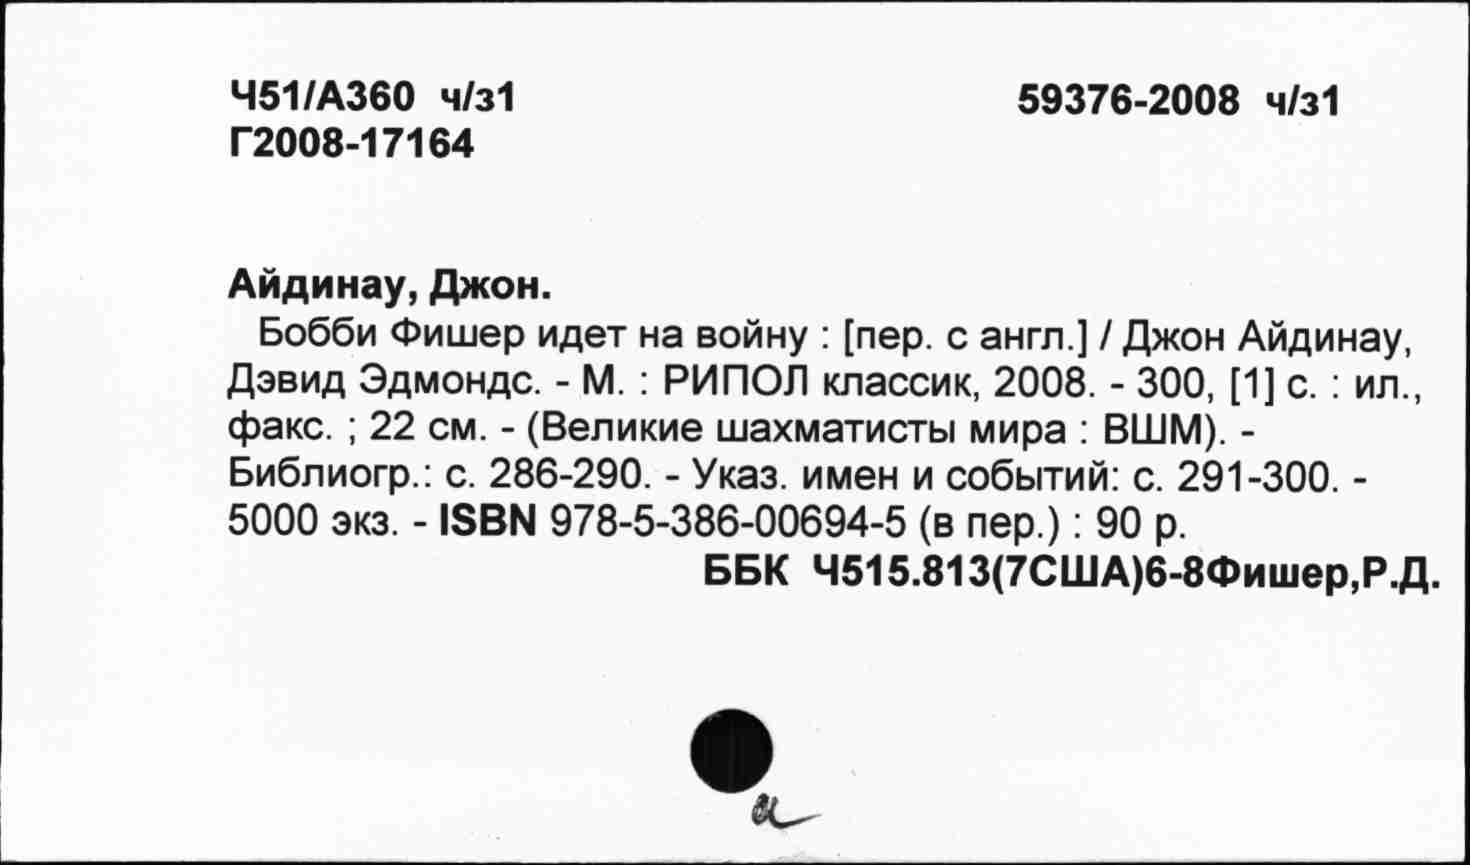 Ч51/А360 ч/з1
59376-2008 ч/з1
Г2008-17164
Айдинау, Джон.
Бобби Фишер идет на войну : [пер. с англ.] / Джон Айдинау,
Дэвид Эдмондс. - М. : РИПОЛ классик, 2008. - 300, [1] с. : ил.,
факс. ; 22 см. - (Великие шахматисты мира : ВШМ). -
Библиогр.: с. 286-290. - Указ. имен и событий: с. 291-300. -
5000 экз. - ISBN 978-5-386-00694-5 (в пер.) : 90 р.
ББК Ч515.813(7США)6-8Фишер,Р.Д.